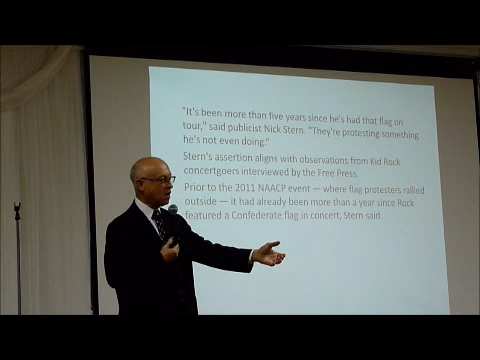 "It's been more than five years since he's had that flag on
tour," said publicist Nick Stern. "They're protesting something
he's not even doing."
Stern's assertion aligns with observations from Kid Rock
concertgoers interviewed by the Free Press.
Prior to the 2011 NAACP event — where flag protesters rallied
outside — it had already been more than a year since Rock
featured a Confederate flag in concert, Stern said.